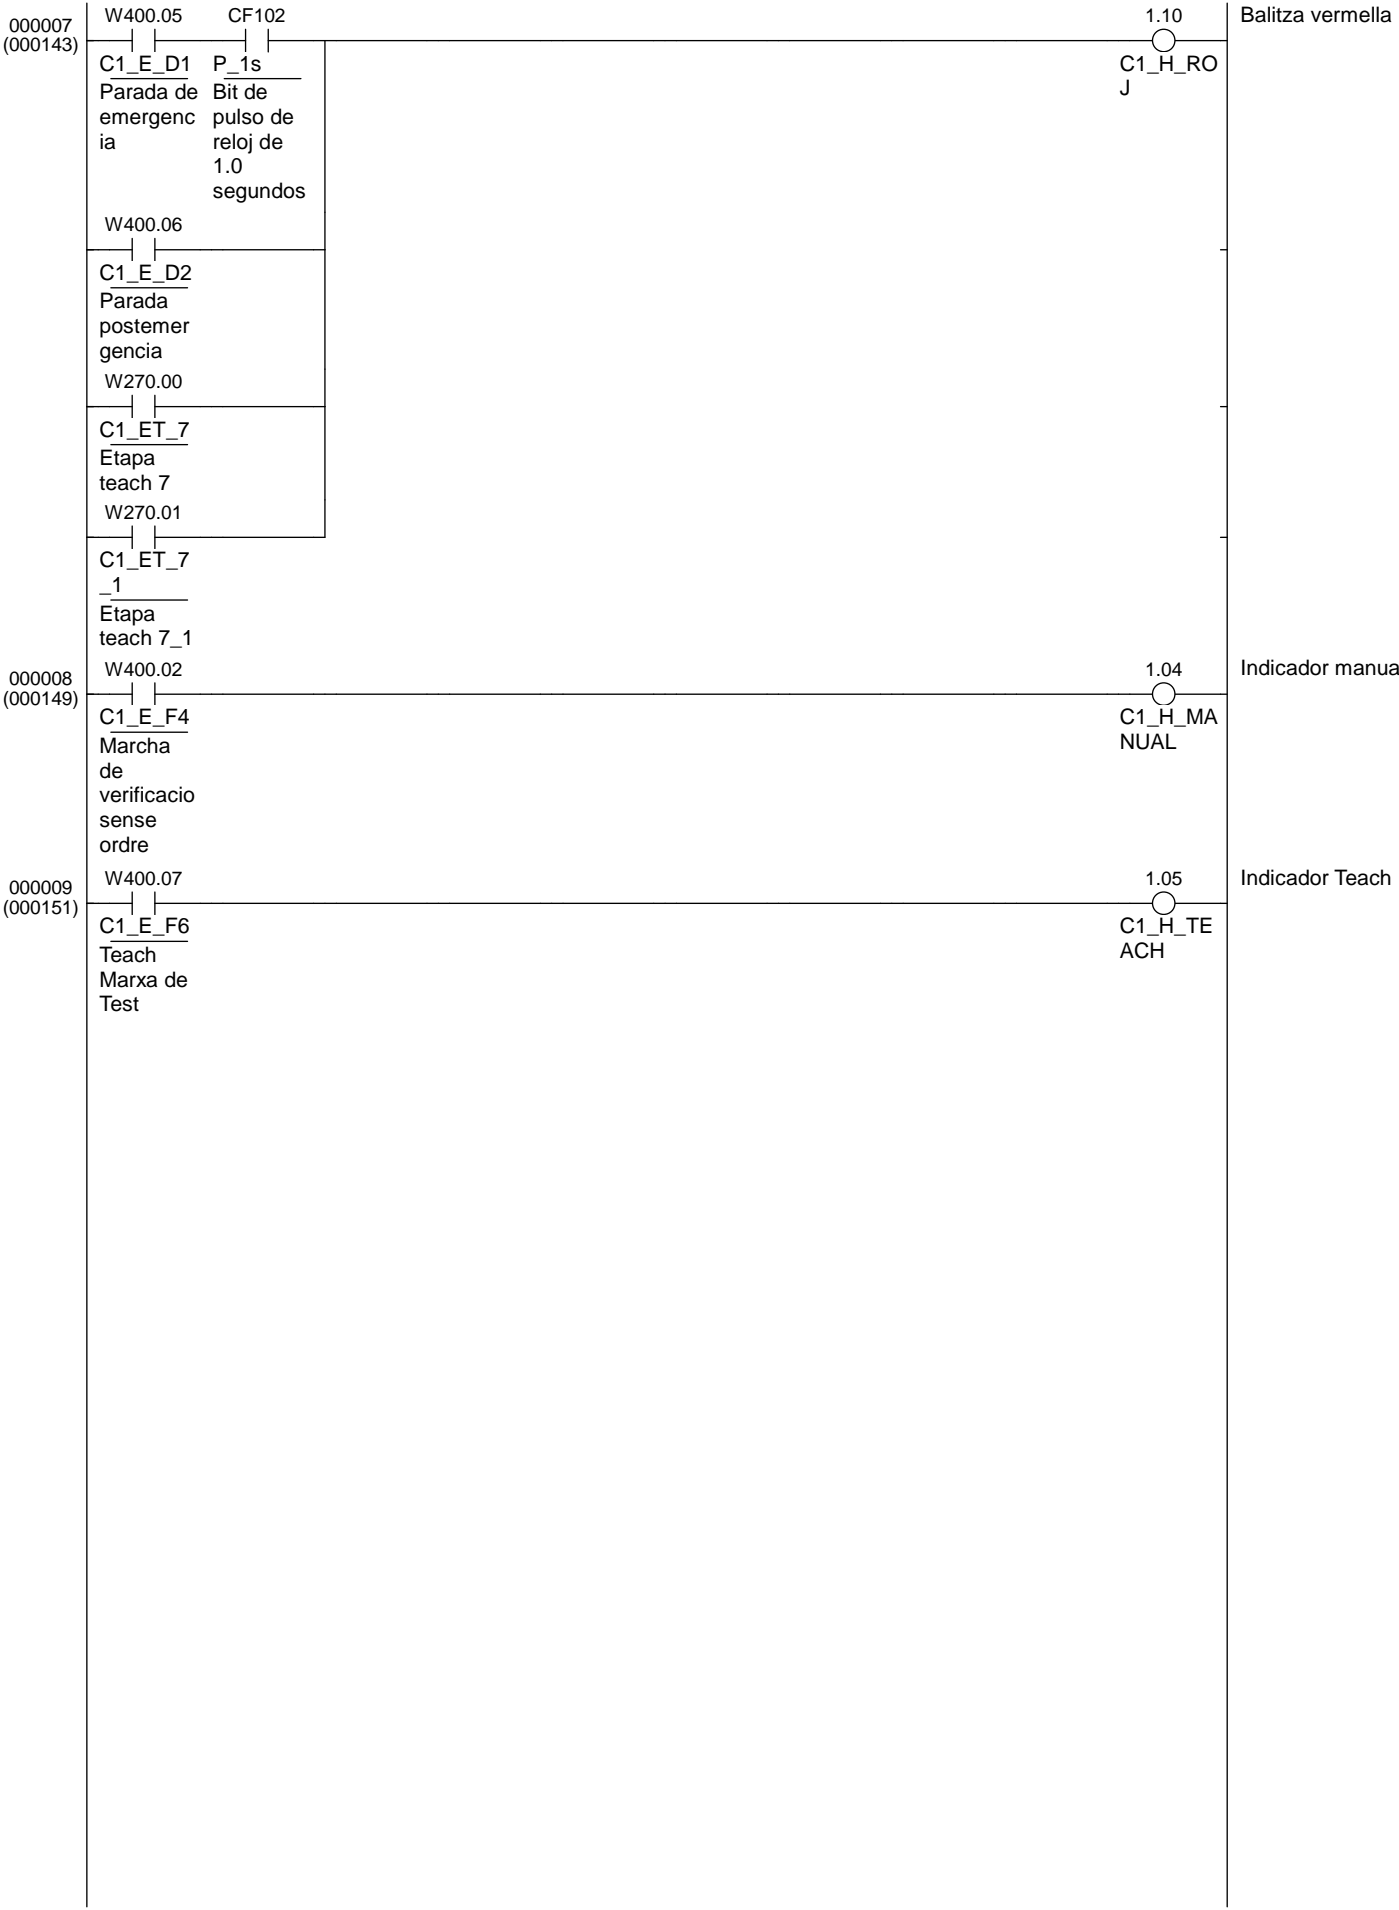 W400.05 CF102 1.10 Balitza vermella
000007
(000143)
C1_E_D1 P_1s C1_H_RO
J
Parada de Bit de
emergenc pulso de
ia reloj de
1.0
segundos
W400.06
C1_E_D2
Parada
postemer
gencia
W270.00
C1_ET_7
Etapa
teach 7
W270.01
C1_ET_7
_1
Etapa
teach 7_1
W400.02 1.04 Indicador manua
000008
(000149)
C1_E_F4 C1_H_MA
Marcha NUAL
de
verificacio
sense
ordre
W400.07 1.05 Indicador Teach
000009
(000151)
C1_E_F6 C1_H_TE
Teach ACH
Marxa de
Test